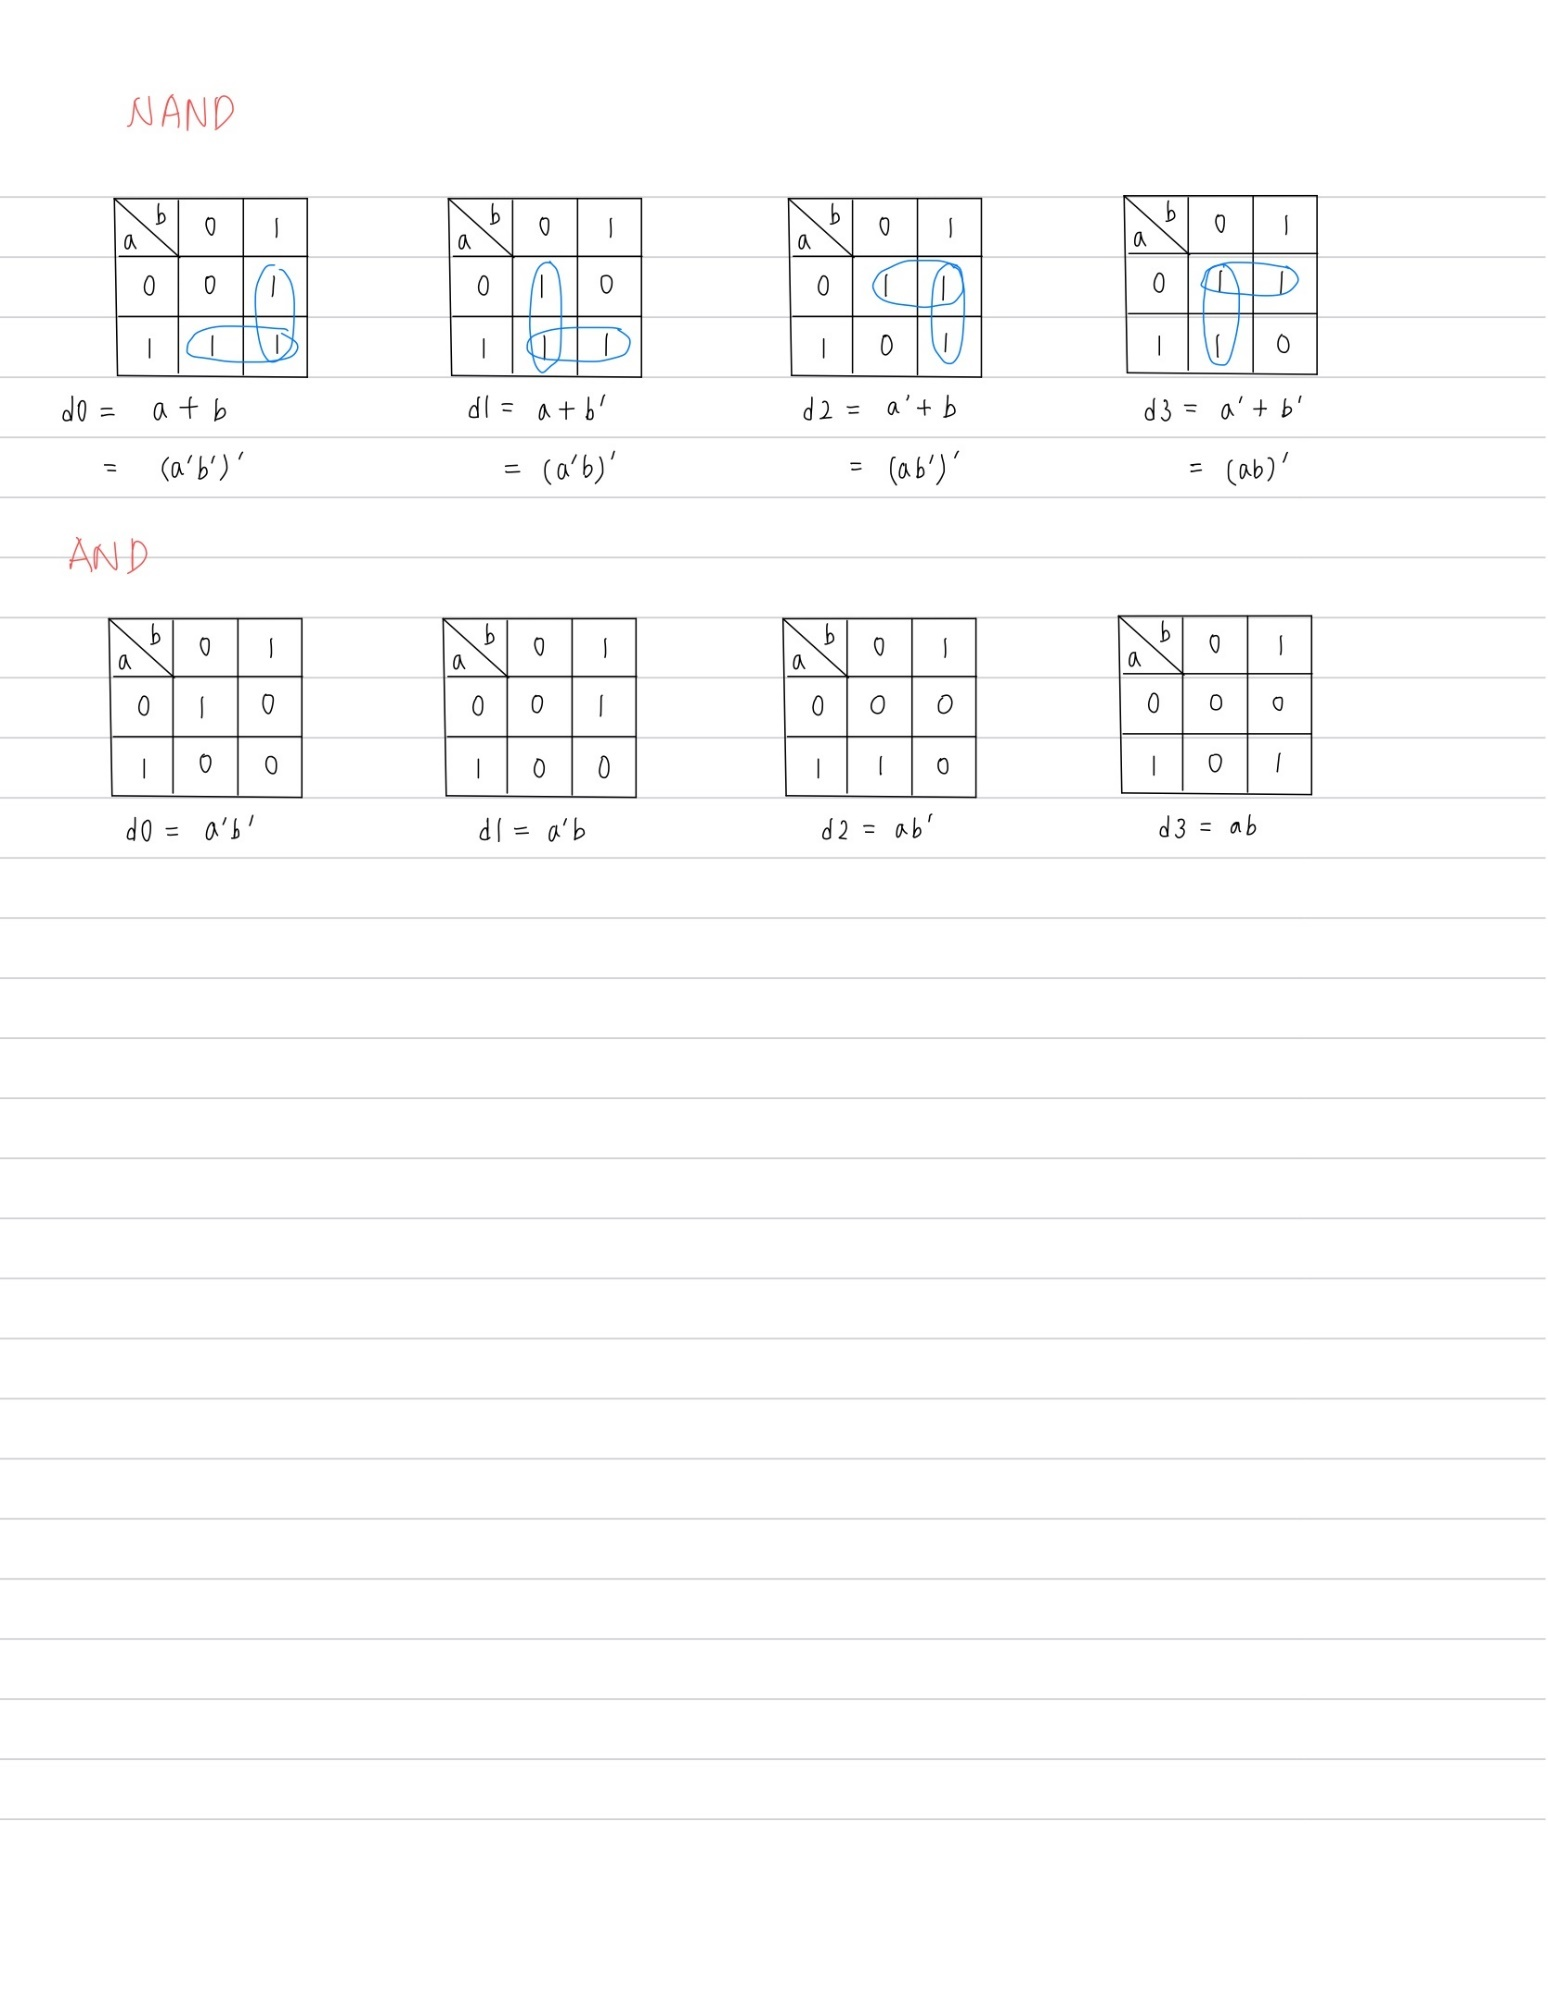 NAND
b 0 1 b 0 1 b 0 1 b 0 1
a a a a
0 0 1 0 1 0 0 1 1 0 1 1
1 1 1 1 1 1 1 0 1 1 1 0
d0 = a + b d1 = a + b' d2 = a' + b d3 = a' + b'
= (a'b')' = (a'b)' = (ab')' = (ab)'
AND
b 0 1 b 0 1 b 0 1 b 0 1
a a a a
0 1 0 0 0 1 0 0 0 0 0 0
1 0 0 1 0 0 1 1 0 1 0 1
d0 = a'b' d1 = a'b d2 = ab' d3 = ab